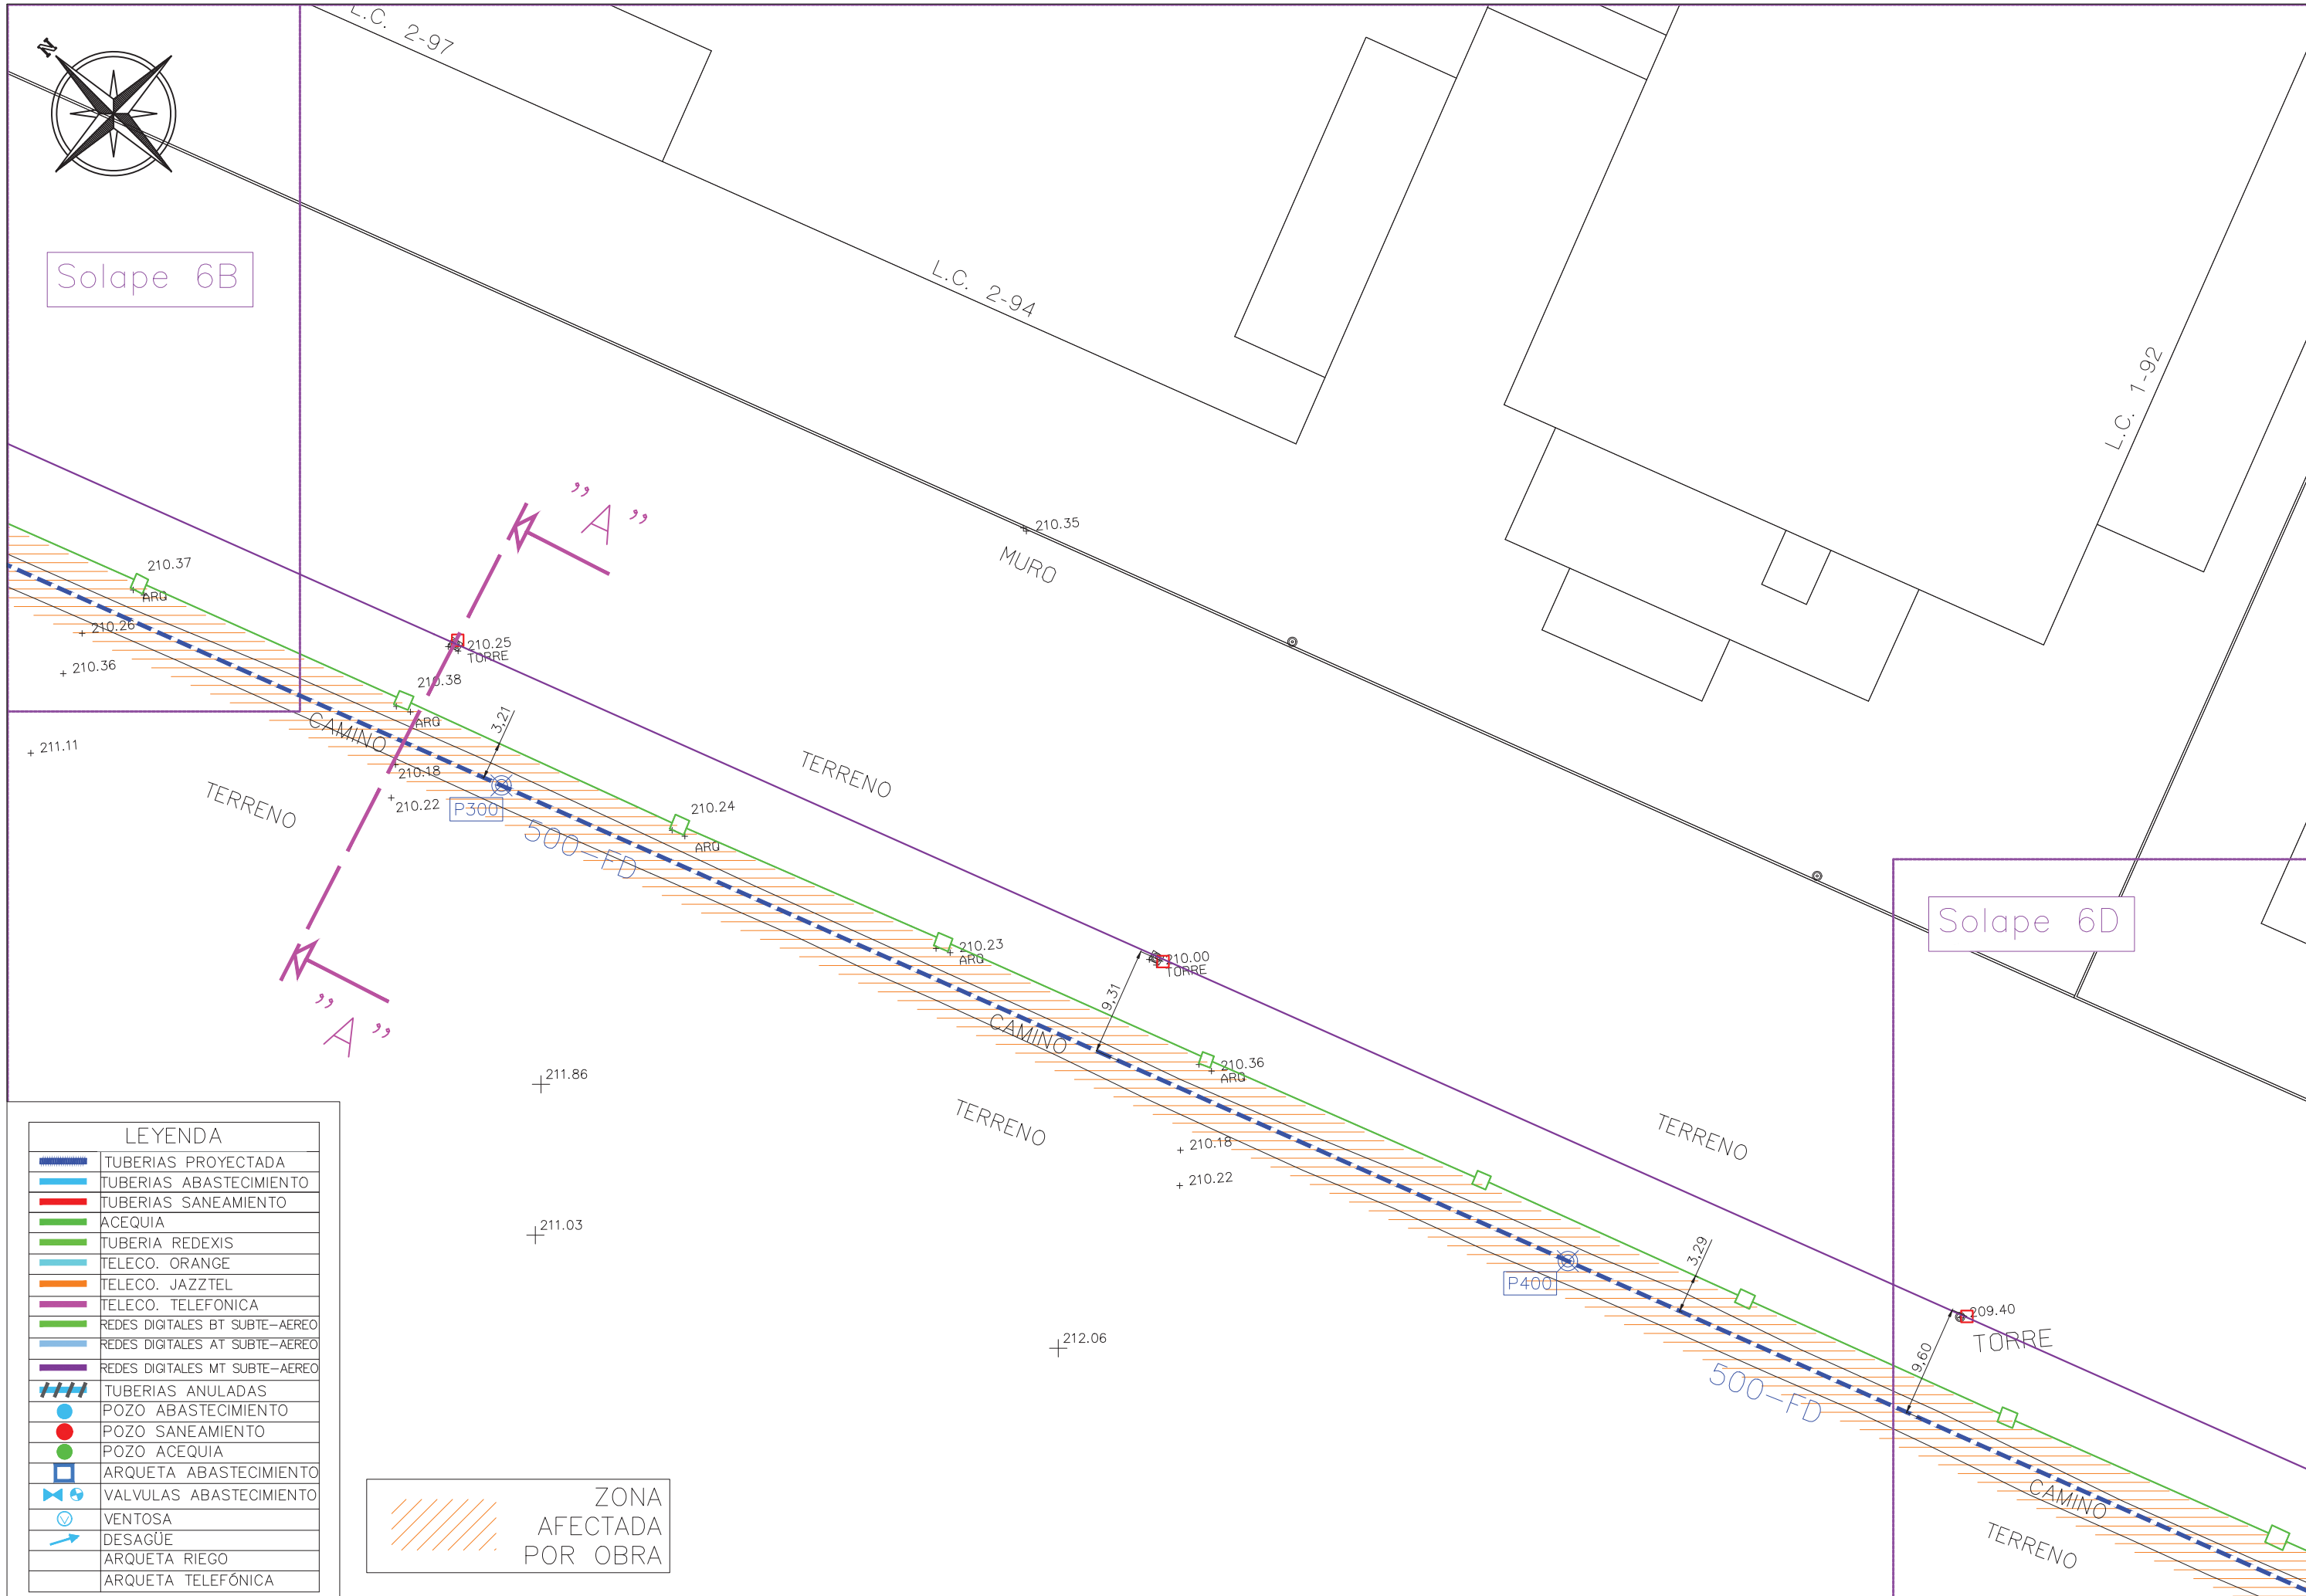 L.C. 2-97
N
Solape 6B
L.C. 2-94
L.C. 1-92
"A"
210.35
MURO
210.37
ARQ
210.26
210.36
210.25
TORRE
210.38
ARQ
3,21
CAMINO
211.11
210.18
TERRENO
210.22
P300
TERRENO
500-FD
210.24
ARQ
Solape 6D
210.23
ARQ
210.00
TORRE
9,31
"A"
CAMINO
211.86
210.36
ARQ
TERRENO
210.18
TERRENO
210.22
211.03
3,29
P400
212.06
209.40
TORRE
9,60
500-FD
CAMINO
TERRENO
LEYENDA
TUBERIAS PROYECTADA
TUBERIAS ABASTECIMIENTO
TUBERIAS SANEAMIENTO
ACEQUIA
TUBERIA REDEXIS
TELECO. ORANGE
TELECO. JAZZTEL
TELECO. TELEFONICA
REDES DIGITALES BT SUBTE-AEREO
REDES DIGITALES AT SUBTE-AEREO
REDES DIGITALES MT SUBTE-AEREO
TUBERIAS ANULADAS
POZO ABASTECIMIENTO
POZO SANEAMIENTO
POZO ACEQUIA
ARQUETA ABASTECIMIENTO
VALVULAS ABASTECIMIENTO
VENTOSA
DESAGÜE
ARQUETA RIEGO
ARQUETA TELEFÓNICA
ZONA
AFECTADA
POR OBRA